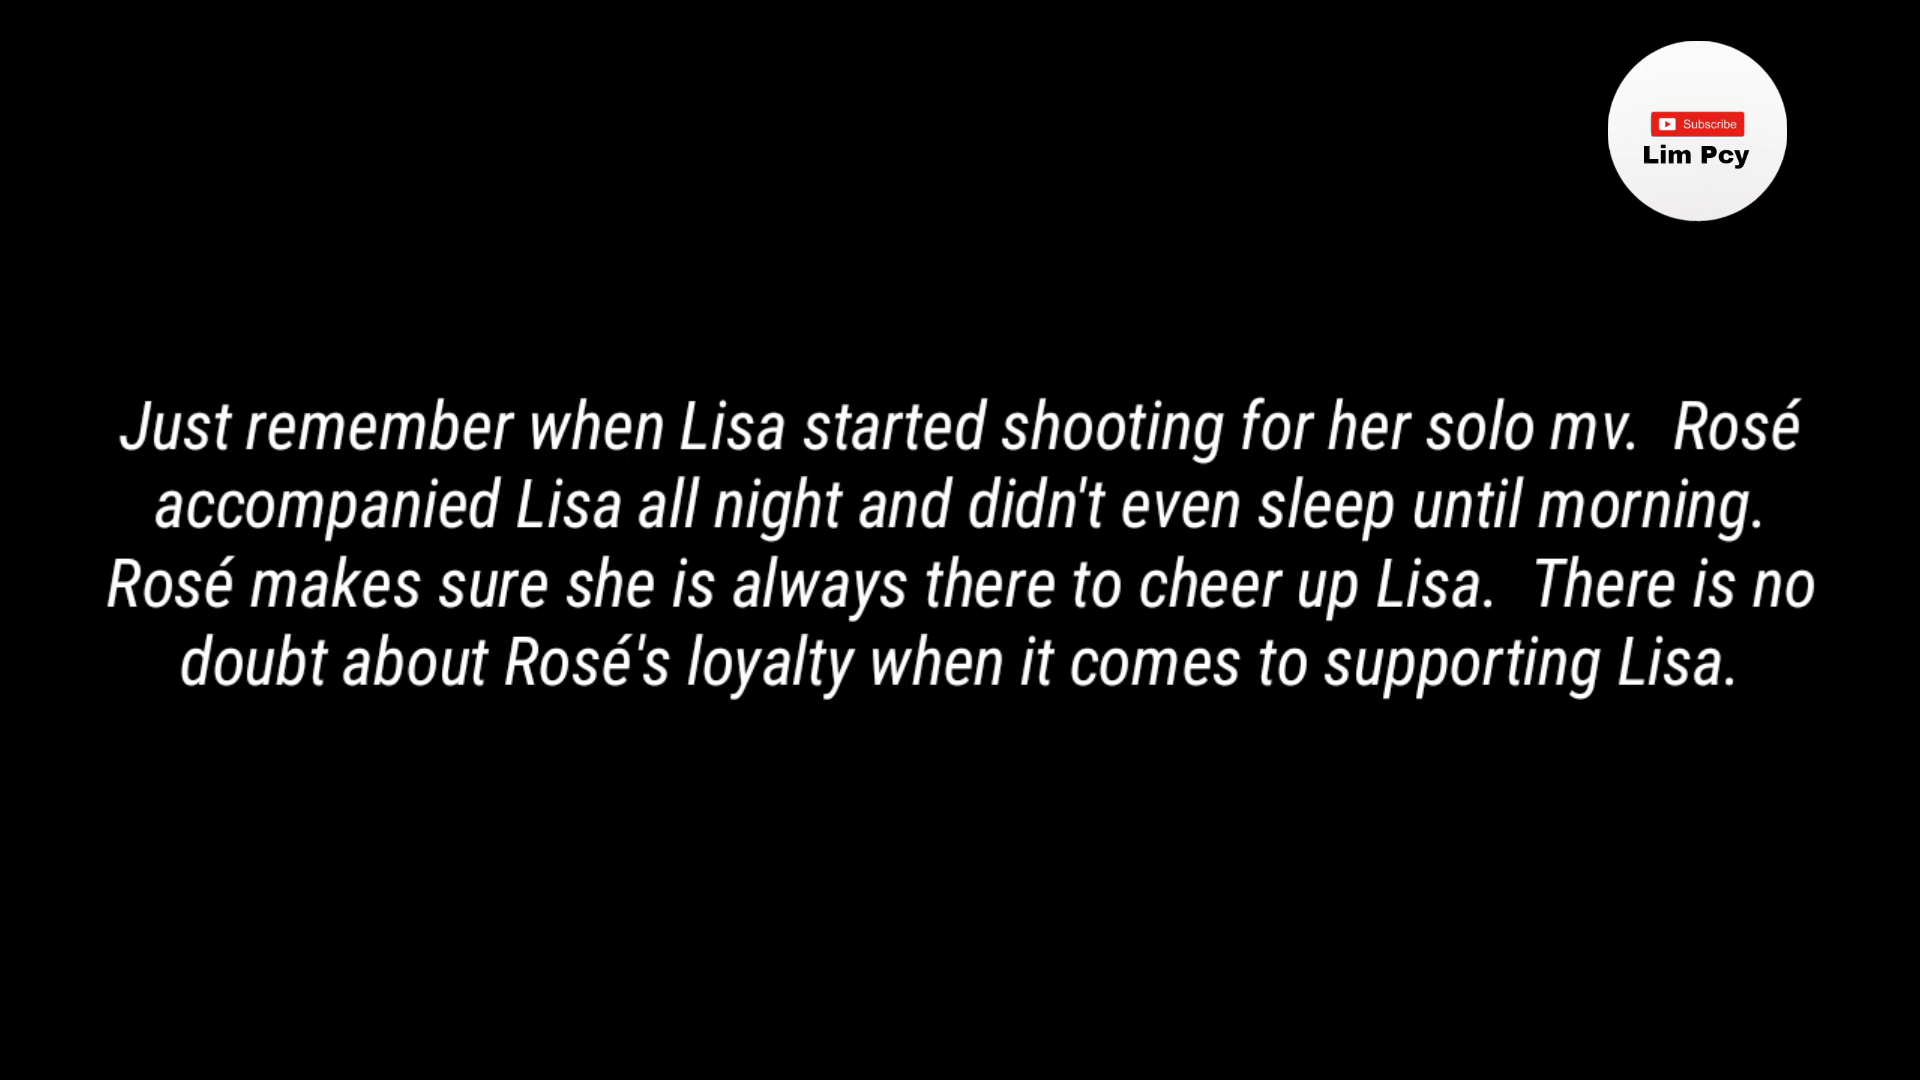 Subscribe
Lim Pcy
Just remember when Lisa started shooting for her solo mv.  Rosé
accompanied Lisa all night and didn't even sleep until morning.
Rosé makes sure she is always there to cheer up Lisa.  There is no
doubt about Rosé's loyalty when it comes to supporting Lisa.